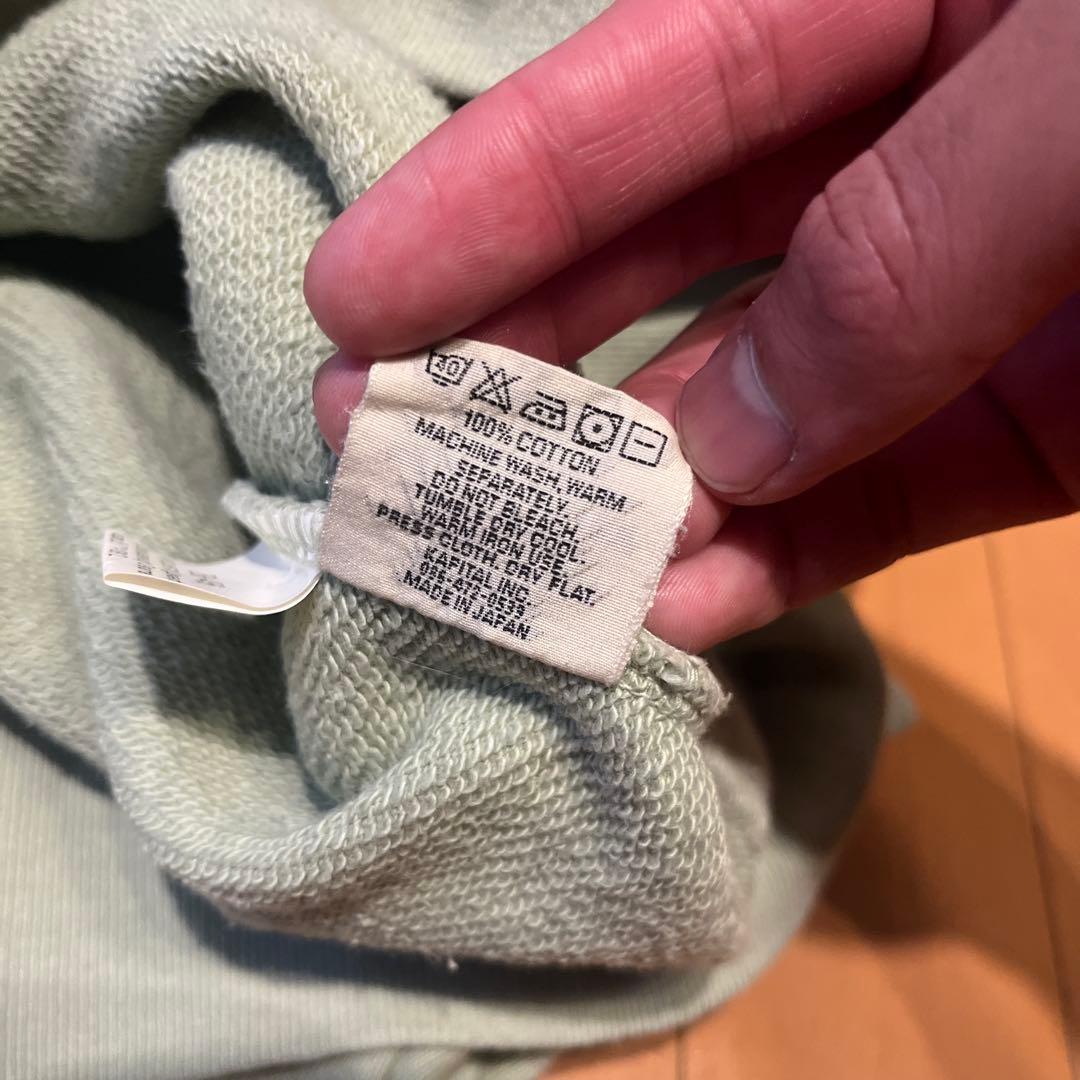 40
100% COTTON
MACHINE WASH, WARM
SEPARATELY.
DO NOT BLEACH.
TUMBLE DRY COOL.
WARM IRON USE.
PRESS CLOTH, DRY FLAT.
KAPITAL INC.
MADE IN JAPAN